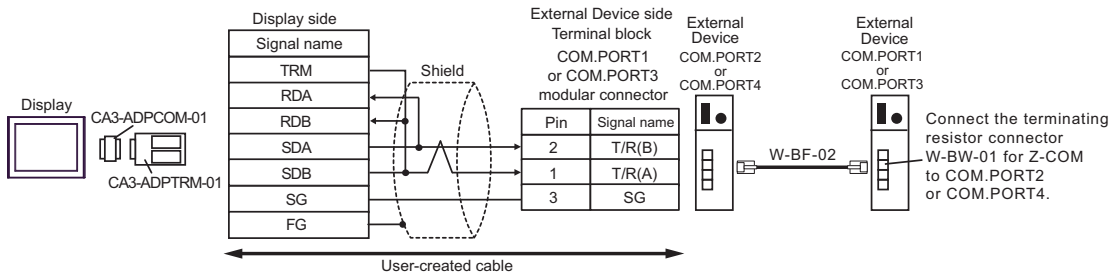 Display
CA3-ADPCOM-01
CA3-ADPTRM-01
Display side
Signal name
TRM
RDA
RDB
SDA
SDB
SG
FG
Shield
User-created cable
External Device side
Terminal block
COM.PORT1
or COM.PORT3
modular connector
Pin Signal name
2 T/R(B)
1 T/R(A)
3 SG
External
Device
COM.PORT2
or
COM.PORT4
W-BF-02
External
Device
COM.PORT1
or
COM.PORT3
Connect the terminating
resistor connector
W-BW-01 for Z-COM
to COM.PORT2
or COM.PORT4.